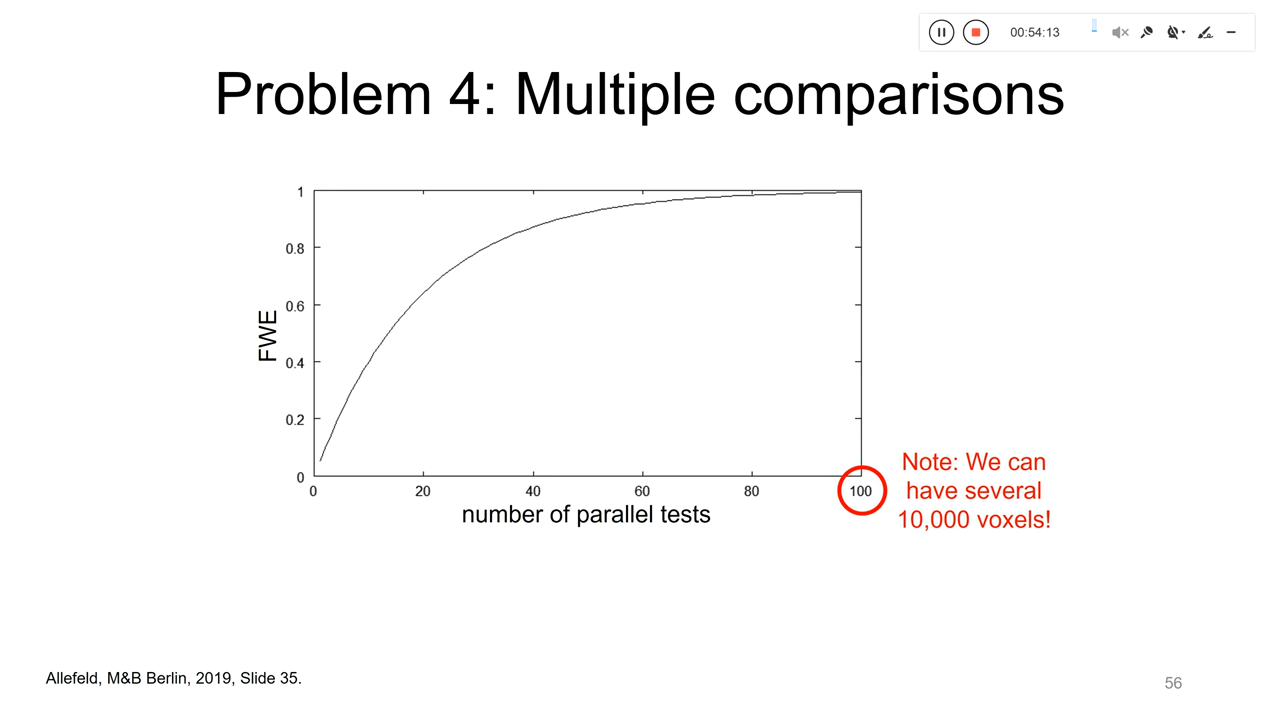 00:54:13
Problem 4: Multiple comparisons
1
0.8
0.6
0.4
0.2
0
FWE
0 20 40 60 80 100
number of parallel tests
Note: We can
have several
10,000 voxels!
Allefeld, M&B Berlin, 2019, Slide 35.
56